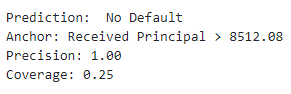 Prediction:  No Default
Anchor: Received Principal > 8512.08
Precision: 1.00
Coverage: 0.25